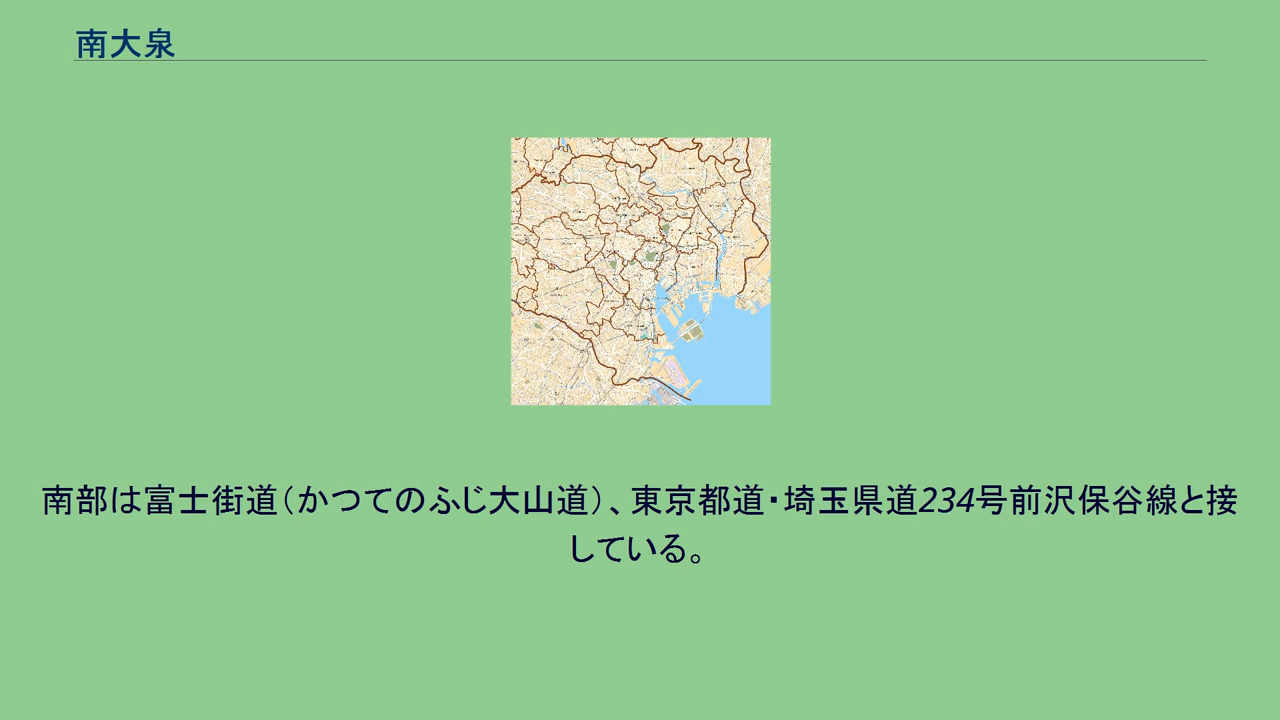 南大泉
南部は富士街道（かつてのふじ大山道）、東京都道・埼玉県道234号前沢保谷線と接
している。